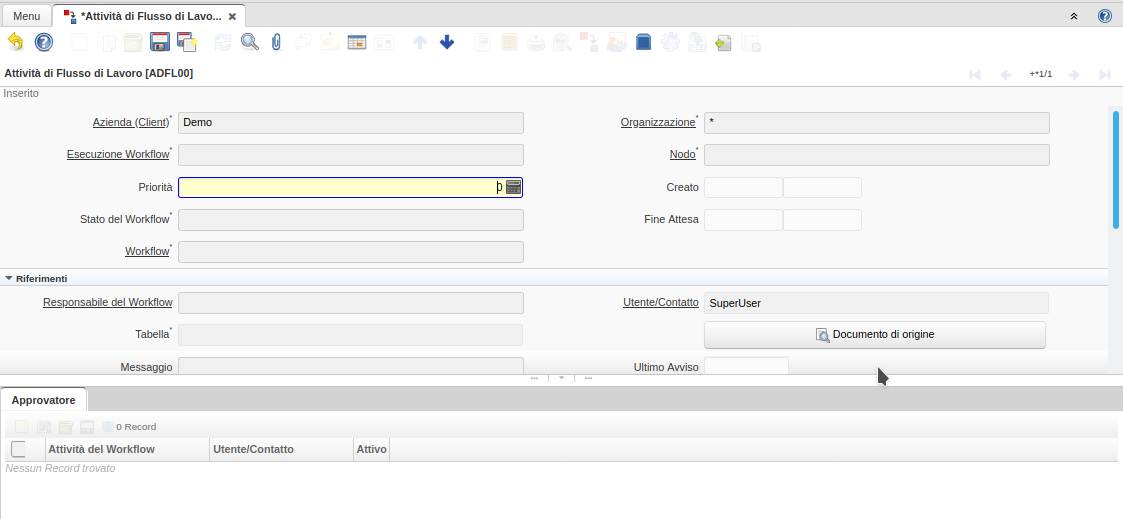 Menu
*Attività di Flusso di Lavo...
Attività di Flusso di Lavoro [ADFL00]
+*1/1
Inserito
Azienda (Client)* Demo
Organizzazione* *
Esecuzione Workflow*
Nodo*
Priorità 0
Creato
Stato del Workflow*
Fine Attesa
Workflow*
Riferimenti
Responsabile del Workflow
Utente/Contatto SuperUser
Tabella*
Documento di origine
Messaggio
Ultimo Avviso
Approvatore
0 Record
Attività del Workflow Utente/Contatto Attivo
Nessun Record trovato